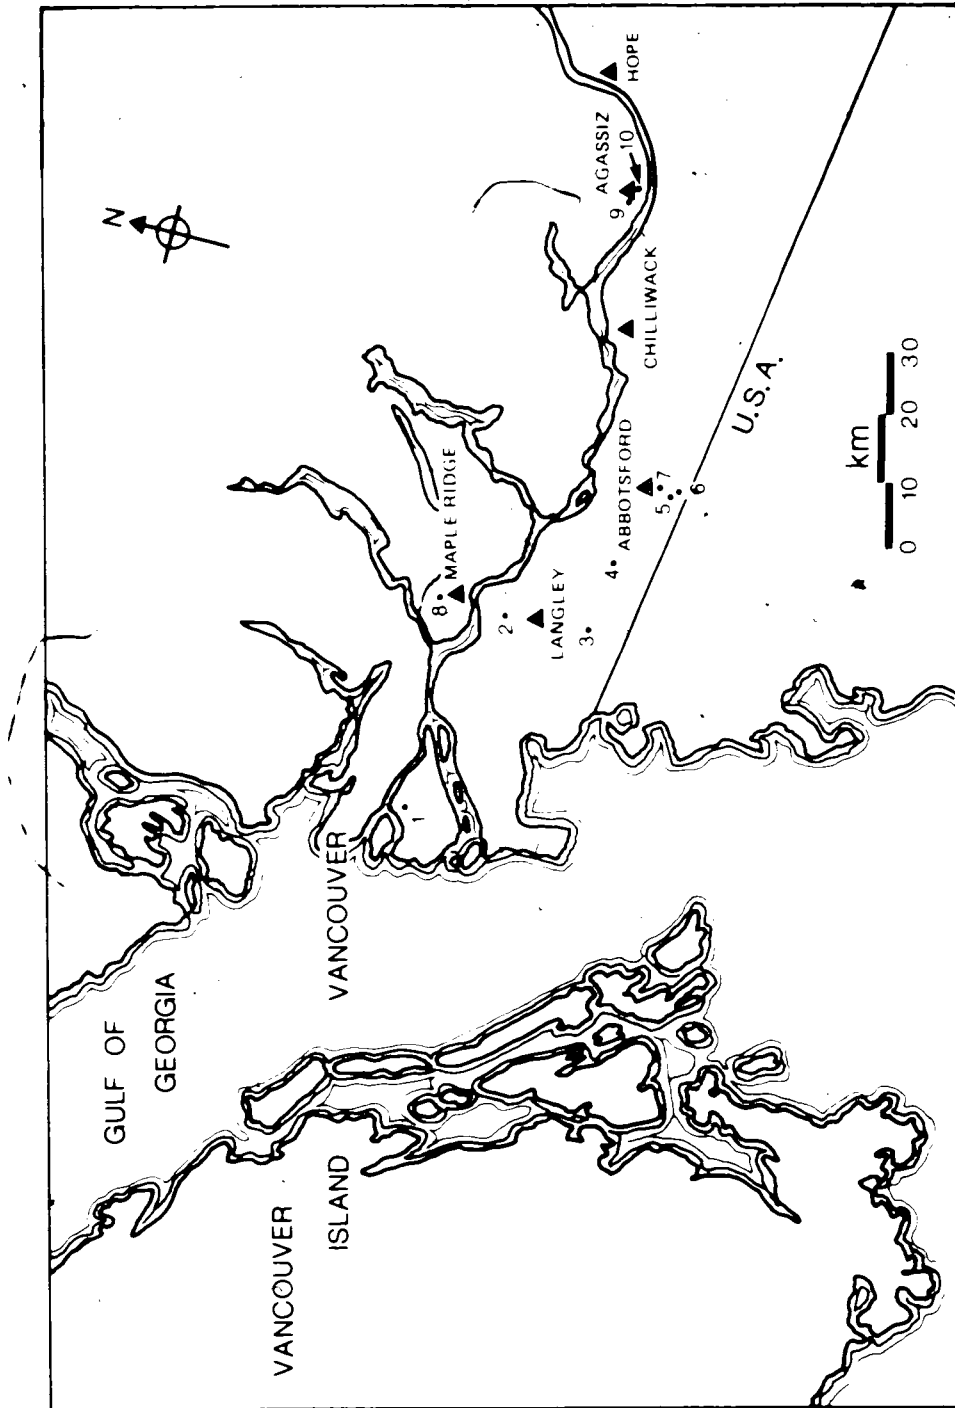 N
GULF OF
GEORGIA
VANCOUVER
VANCOUVER
ISLAND
HOPE
AGASSIZ
9
10
CHILLIWACK
MAPLE RIDGE
8
2
LANGLEY
3
4
ABBOTSFORD
5
7
6
1
U.S.A.
km
0 10 20 30